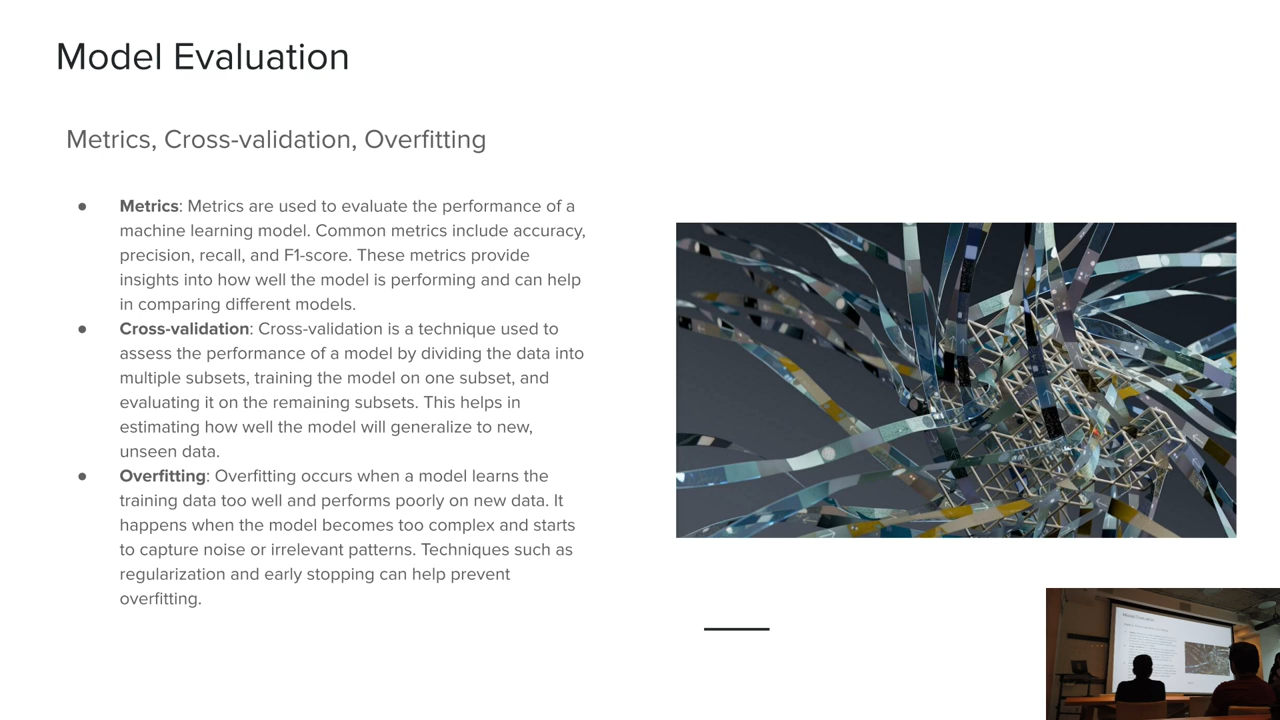 Model Evaluation
Metrics, Cross-validation, Overfitting
● Metrics: Metrics are used to evaluate the performance of a
machine learning model. Common metrics include accuracy,
precision, recall, and F1-score. These metrics provide
insights into how well the model is performing and can help
in comparing different models.
● Cross-validation: Cross-validation is a technique used to
assess the performance of a model by dividing the data into
multiple subsets, training the model on one subset, and
evaluating it on the remaining subsets. This helps in
estimating how well the model will generalize to new,
unseen data.
● Overfitting: Overfitting occurs when a model learns the
training data too well and performs poorly on new data. It
happens when the model becomes too complex and starts
to capture noise or irrelevant patterns. Techniques such as
regularization and early stopping can help prevent
overfitting.
Model Evaluation